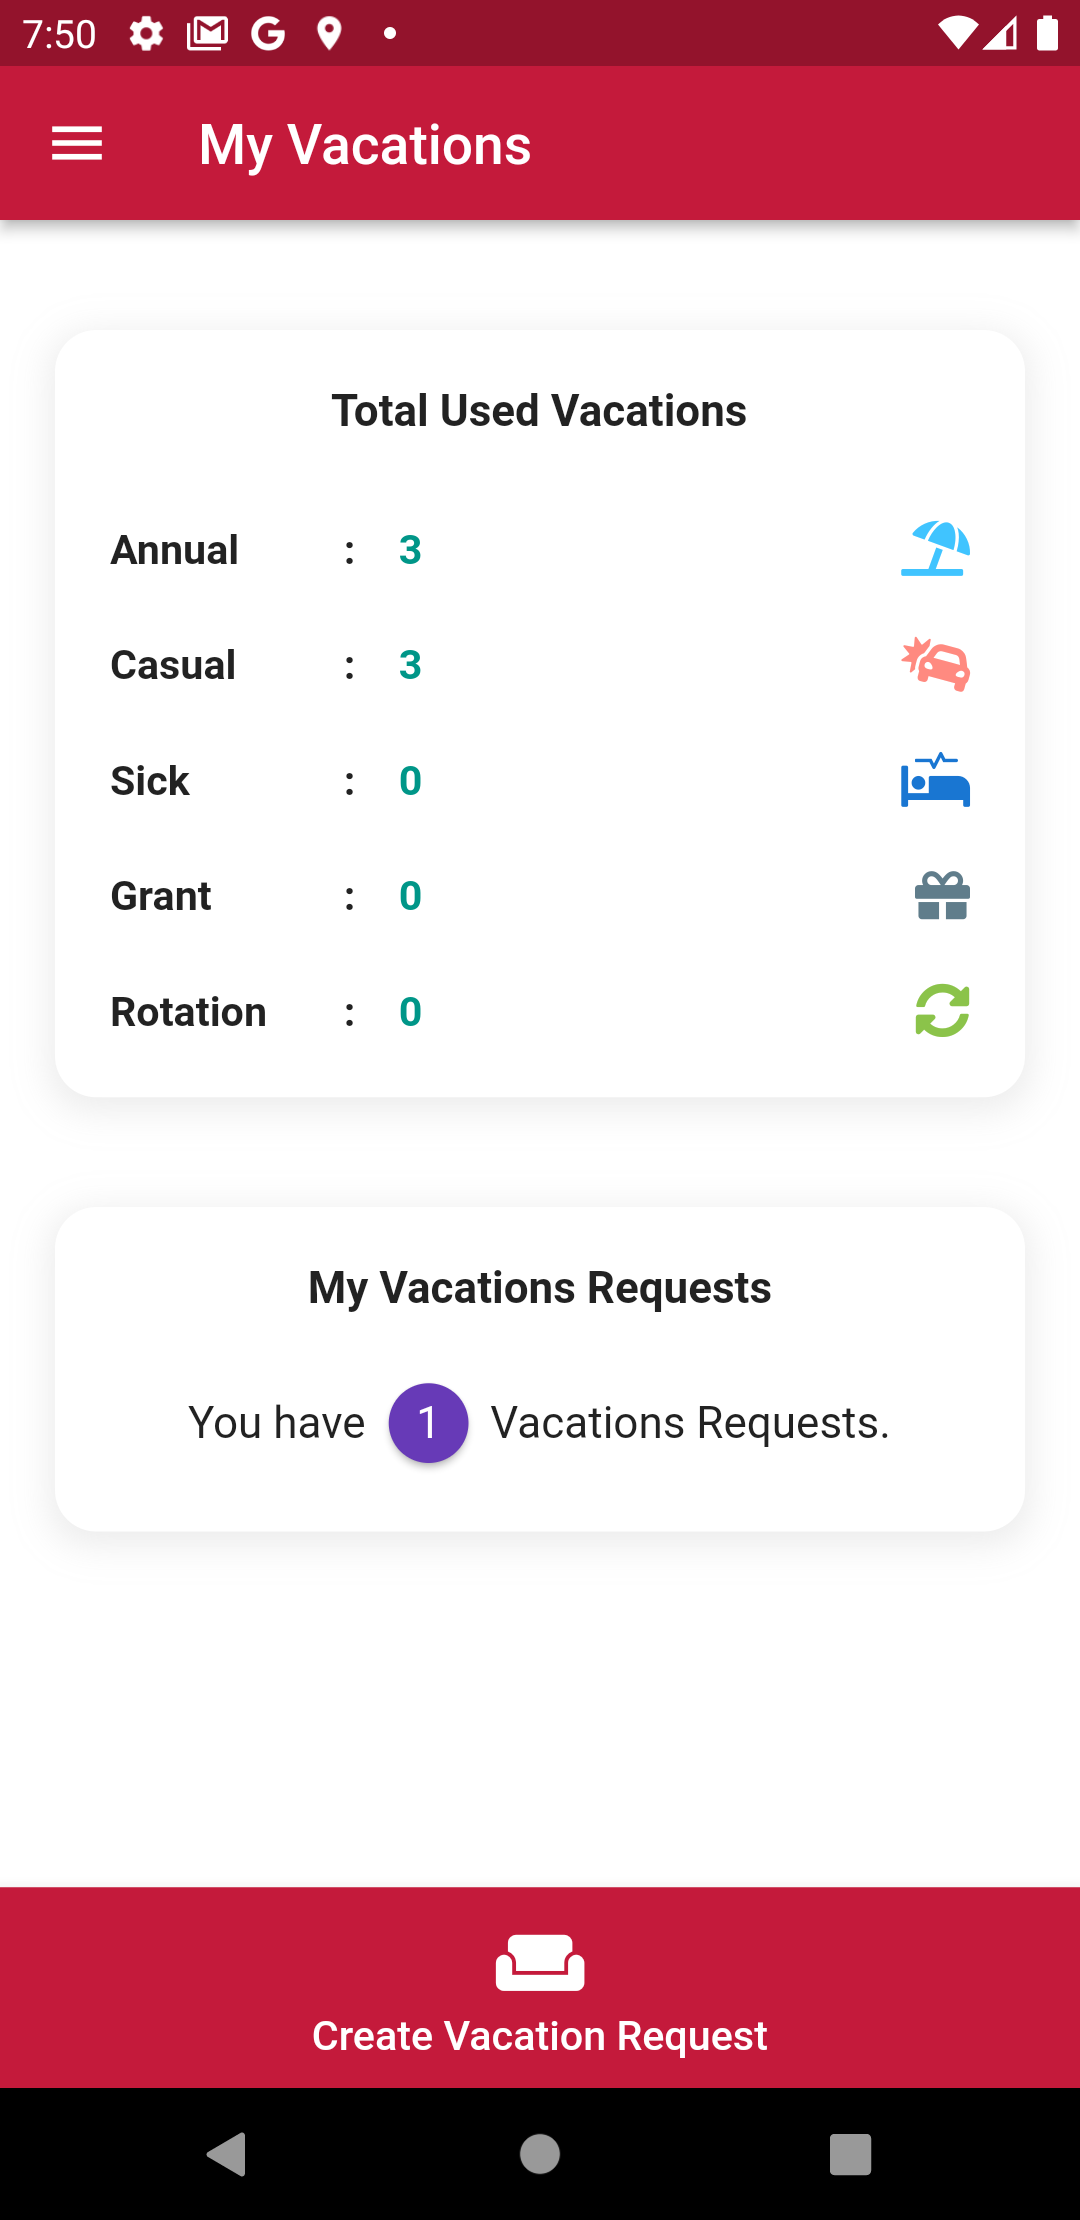 7:50
My Vacations
Total Used Vacations
Annual : 3
Casual : 3
Sick : 0
Grant : 0
Rotation : 0
My Vacations Requests
You have 1 Vacations Requests.
Create Vacation Request